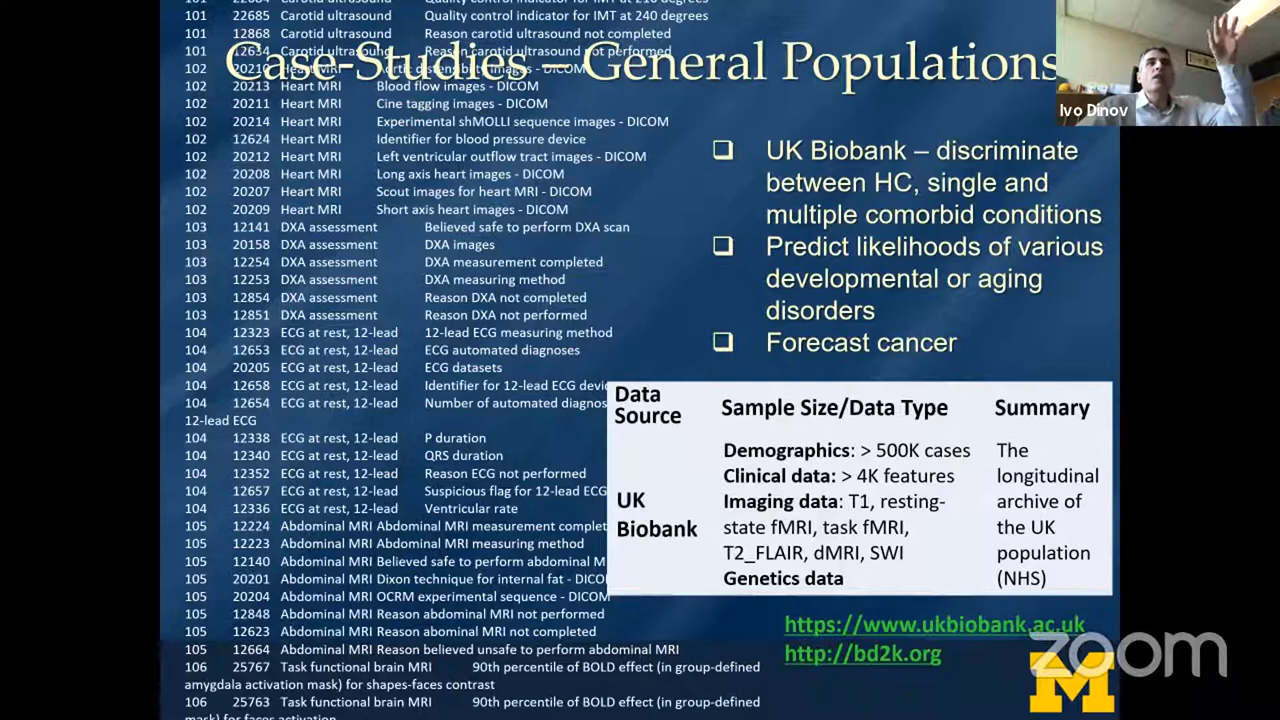 101 12685 Carotid ultrasound Quality control indicator for IMT at 240 degrees
101 12868 Carotid ultrasound Reason carotid ultrasound not completed
101 12654 Carotid ultrasound Reason carotid ultrasound not performed
Case-Studies – General Populations
102 20210 Heart MRI Aortic distensibility images - DICOM
102 20213 Heart MRI Blood flow images - DICOM
102 20211 Heart MRI Cine tagging images - DICOM
102 20214 Heart MRI Experimental shMOLLI sequence images - DICOM
102 12624 Heart MRI Identifier for blood pressure device
102 20212 Heart MRI Left ventricular outflow tract images - DICOM
102 20208 Heart MRI Long axis heart images - DICOM
102 20207 Heart MRI Scout images for heart MRI - DICOM
102 20209 Heart MRI Short axis heart images - DICOM
103 12141 DXA assessment Believed safe to perform DXA scan
103 20158 DXA assessment DXA images
103 12254 DXA assessment DXA measurement completed
103 12253 DXA assessment DXA measuring method
103 12854 DXA assessment Reason DXA not completed
103 12851 DXA assessment Reason DXA not performed
104 12323 ECG at rest, 12-lead 12-lead ECG measuring method
104 12653 ECG at rest, 12-lead ECG automated diagnoses
104 20205 ECG at rest, 12-lead ECG datasets
104 12658 ECG at rest, 12-lead Identifier for 12-lead ECG devic
104 12654 ECG at rest, 12-lead Number of automated diagnos
12-lead ECG
104 12338 ECG at rest, 12-lead P duration
104 12340 ECG at rest, 12-lead QRS duration
104 12352 ECG at rest, 12-lead Reason ECG not performed
104 12657 ECG at rest, 12-lead Suspicious flag for 12-lead ECG
104 12336 ECG at rest, 12-lead Ventricular rate
105 12224 Abdominal MRI Abdominal MRI measurement complet
105 12223 Abdominal MRI Abdominal MRI measuring method
105 12140 Abdominal MRI Believed safe to perform abdominal M
105 20201 Abdominal MRI Dixon technique for internal fat - DICO
105 20204 Abdominal MRI OCRM experimental sequence - DICOM
105 12848 Abdominal MRI Reason abdominal MRI not performed
105 12623 Abdominal MRI Reason abominal MRI not completed
105 12664 Abdominal MRI Reason believed unsafe to perform abdominal MRI
106 25767 Task functional brain MRI 90th percentile of BOLD effect (in group-defined
amygdala activation mask) for shapes-faces contrast
106 25763 Task functional brain MRI 90th percentile of BOLD effect (in group-defined
mask) for faces activation
Ivo Dinov
❑ UK Biobank – discriminate
between HC, single and
multiple comorbid conditions
❑ Predict likelihoods of various
developmental or aging
disorders
❑ Forecast cancer
Data
Source
Sample Size/Data Type
Summary
UK
Biobank
Demographics: > 500K cases
Clinical data: > 4K features
Imaging data: T1, resting-
state fMRI, task fMRI,
T2_FLAIR, dMRI, SWI
Genetics data
The
longitudinal
archive of
the UK
population
(NHS)
https://www.ukbiobank.ac.uk
http://bd2k.org
zoom
M